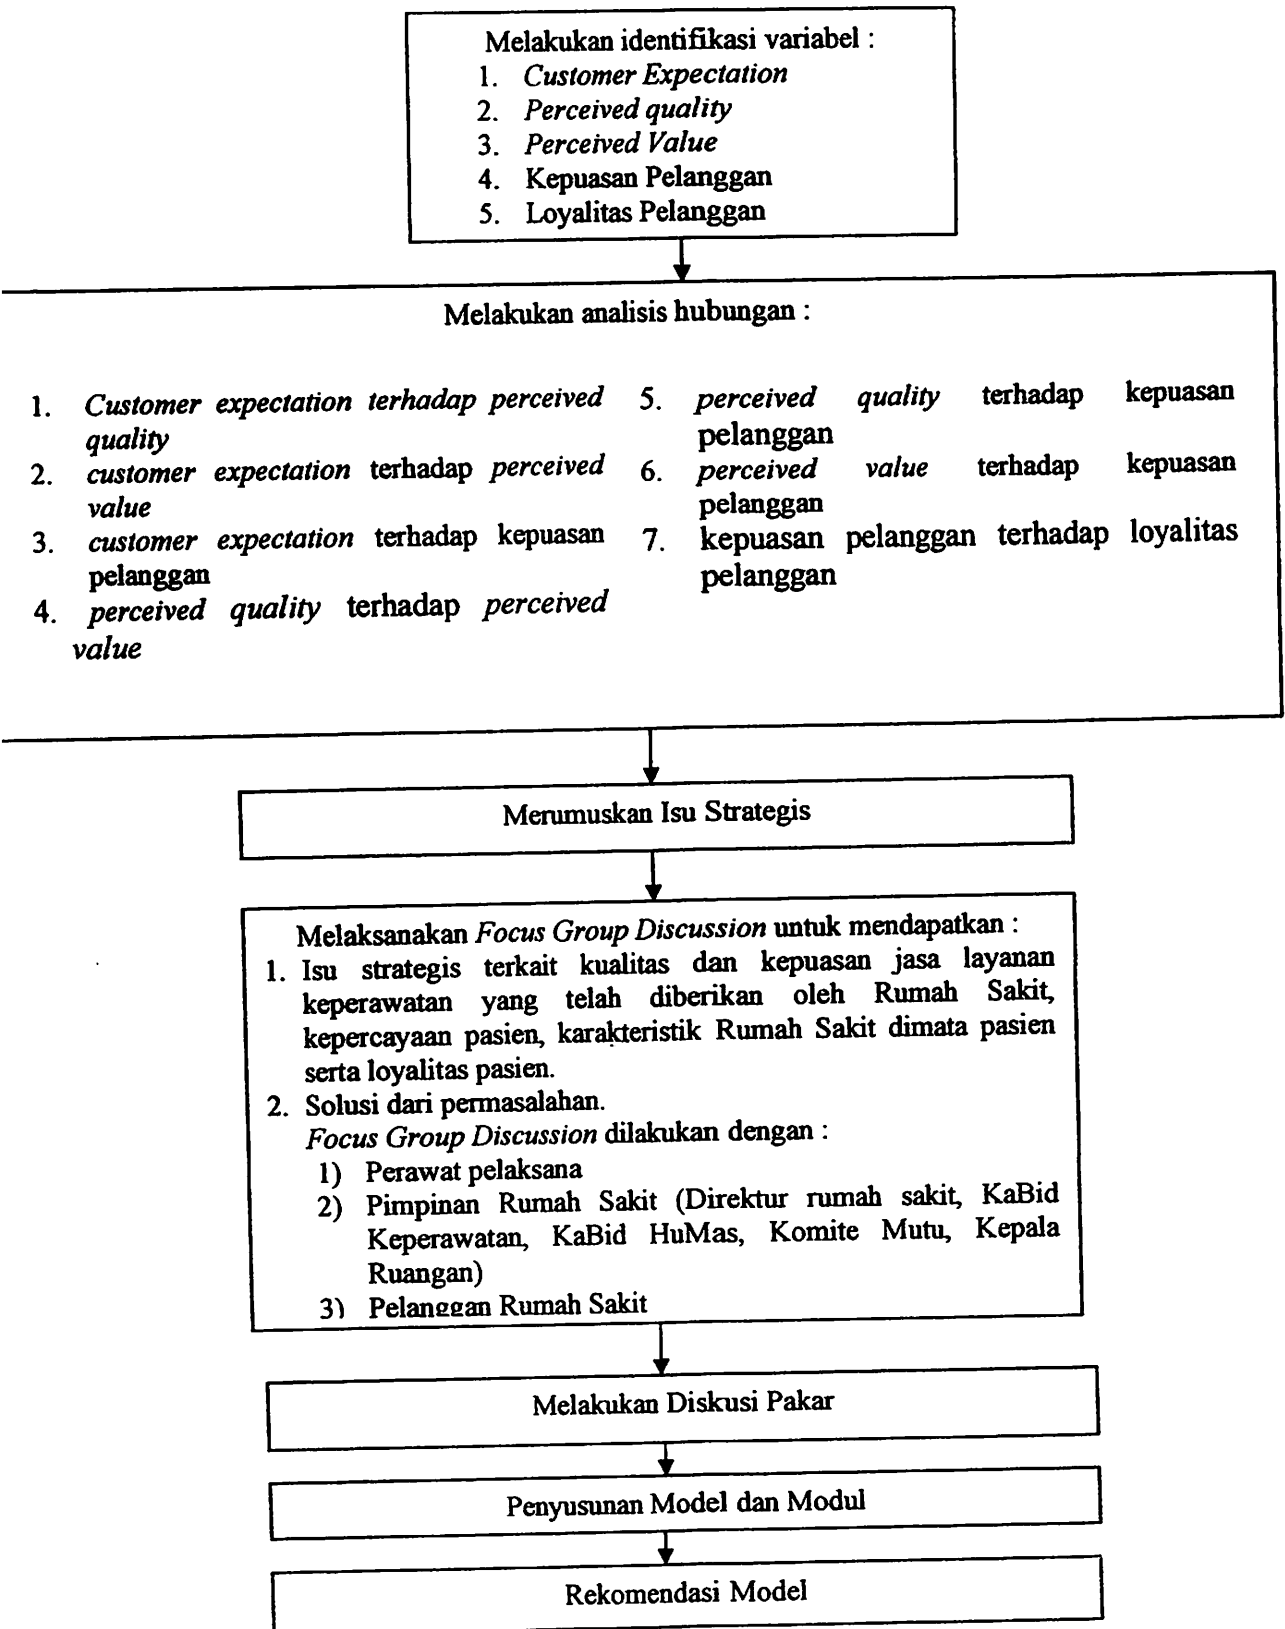 Melakukan identifikasi variabel :
1. Customer Expectation
2. Perceived quality
3. Perceived Value
4. Kepuasan Pelanggan
5. Loyalitas Pelanggan
Melakukan analisis hubungan :
1. Customer expectation terhadap perceived
quality
2. customer expectation terhadap perceived
value
3. customer expectation terhadap kepuasan
pelanggan
4. perceived quality terhadap perceived
value
5. perceived quality terhadap kepuasan
pelanggan
6. perceived value terhadap kepuasan
pelanggan
7. kepuasan pelanggan terhadap loyalitas
pelanggan
Merumuskan Isu Strategis
Melaksanakan Focus Group Discussion untuk mendapatkan :
1. Isu strategis terkait kualitas dan kepuasan jasa layanan
keperawatan yang telah diberikan oleh Rumah Sakit,
kepercayaan pasien, karakteristik Rumah Sakit dimata pasien
serta loyalitas pasien.
2. Solusi dari permasalahan.
Focus Group Discussion dilakukan dengan :
1) Perawat pelaksana
2) Pimpinan Rumah Sakit (Direktur rumah sakit, KaBid
Keperawatan, KaBid HuMas, Komite Mutu, Kepala
Ruangan)
3) Pelanggan Rumah Sakit
Melakukan Diskusi Pakar
Penyusunan Model dan Modul
Rekomendasi Model